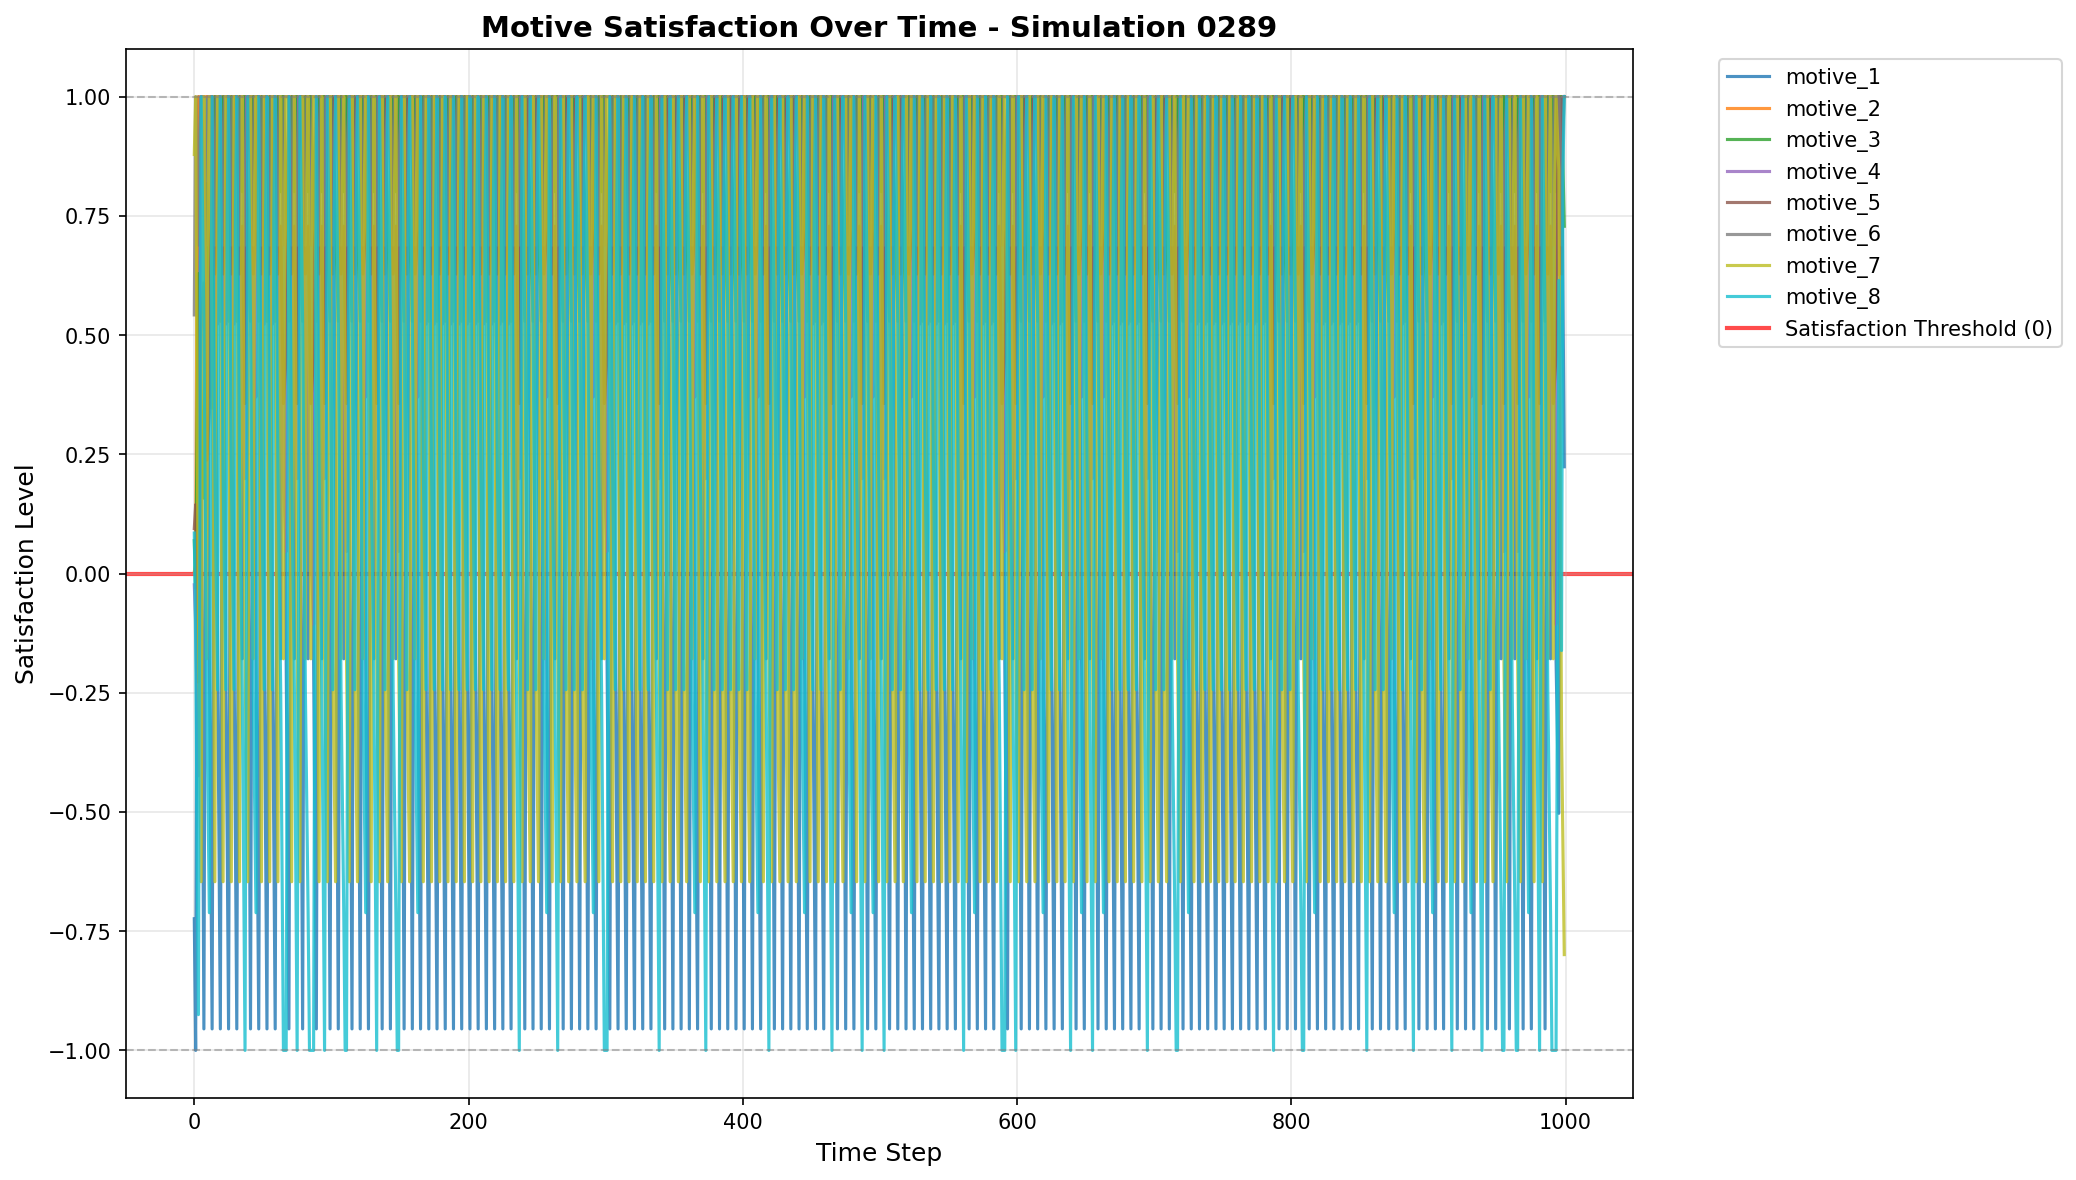 Motive Satisfaction Over Time - Simulation 0289
1.00
0.75
0.50
0.25
0.00
−0.25
−0.50
−0.75
−1.00
Satisfaction Level
0
200
400
600
800
1000
Time Step
motive_1
motive_2
motive_3
motive_4
motive_5
motive_6
motive_7
motive_8
Satisfaction Threshold (0)